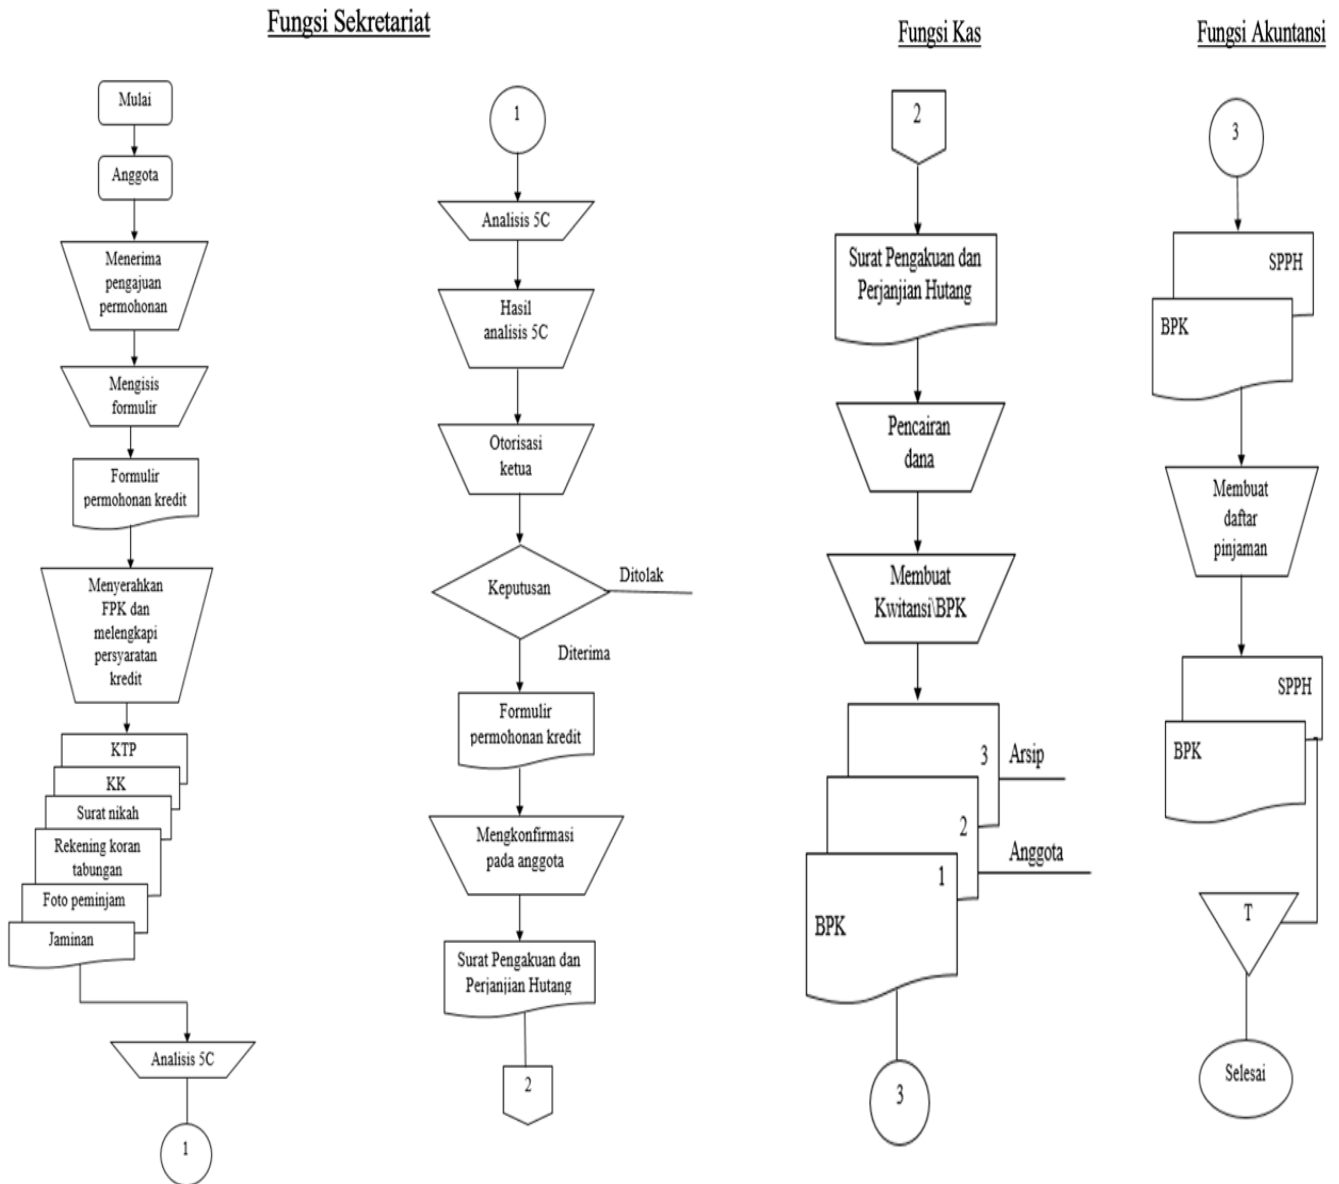 Fungsi Sekretariat
Mulai
Anggota
Menerima
pengajuan
permohonan
Mengisis
formulir
Formulir
permohonan kredit
Menyerahkan
FPK dan
melengkapi
persyaratan
kredit
KTP
KK
Surat nikah
Rekening koran
tabungan
Foto peminjam
Jaminan
Analisis 5C
1
1
Analisis 5C
Hasil
analisis 5C
Otorisasi
ketua
Keputusan
Ditolak
Diterima
Formulir
permohonan kredit
Mengkonfirmasi
pada anggota
Surat Pengakuan dan
Perjanjian Hutang
2
Fungsi Kas
2
Surat Pengakuan dan
Perjanjian Hutang
Pencairan
dana
Membuat
Kwitansi\BPK
3
Arsip
2
Anggota
1
BPK
3
Fungsi Akuntansi
3
SPPH
BPK
Membuat
daftar
pinjaman
SPPH
BPK
T
Selesai